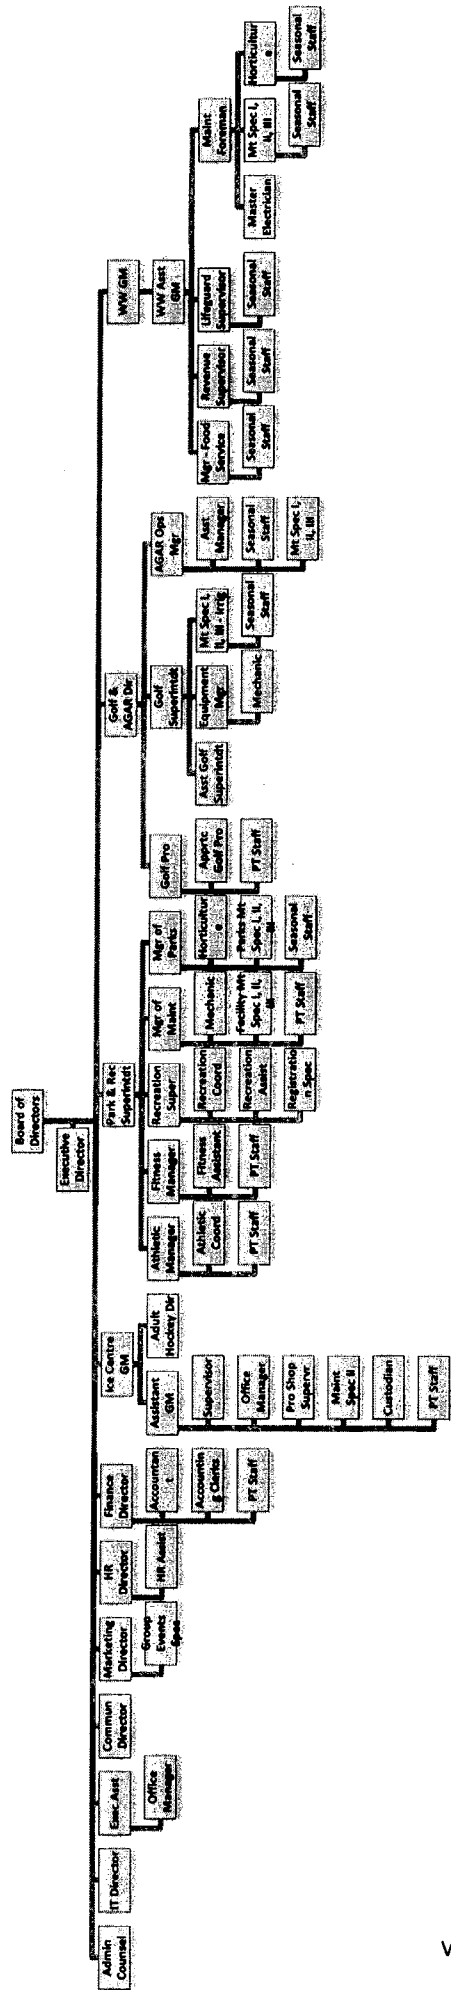 Board of
Directors
Executive
Director
Admin
Counsel
IT Director
Exec Asst
Office
Manager
Commun
Director
Marketing
Director
Group
Events
Spec
HR
Director
HR Assist
Finance
Director
Accountan
t
Accountin
g Clerks
PT Staff
Ice Centre
GM
Assistant
GM
Supervisor
Office
Manager
Pro Shop
Supervr
Maint
Spec II
Custodian
PT Staff
Adult
Hockey Dir
Park & Rec
Superintdt
Athletic
Manager
Athletic
Coord
PT Staff
Fitness
Manager
Fitness
Assistant
PT Staff
Recreation
Super
Recreation
Coord
Recreation
Assist
Registratio
n Spec
Mgr of
Maint
Mechanic
Facility Mt
Spec I, II,
III
PT Staff
Mgr of
Parks
Horticultur
e
Parks Mt
Spec I, II,
III
Seasonal
Staff
Golf &
AGAR Dir
Golf Pro
Apprtc
Golf Pro
PT Staff
Golf
Superintdt
Asst Golf
Superintdt
Equipment
Mgr
Mechanic
Mt Spec I,
II, III - Irrig
Seasonal
Staff
AGAR Ops
Mgr
Asst
Manager
Seasonal
Staff
Mt Spec I,
II, III
WW GM
WW Asst
GM
Mgr - Food
Service
Seasonal
Staff
Revenue
Supervisor
Seasonal
Staff
Lifeguard
Supervisor
Seasonal
Staff
Maint
Foreman
Master
Electrician
Mt Spec I,
II, III
Seasonal
Staff
Horticultur
e
Seasonal
Staff
V